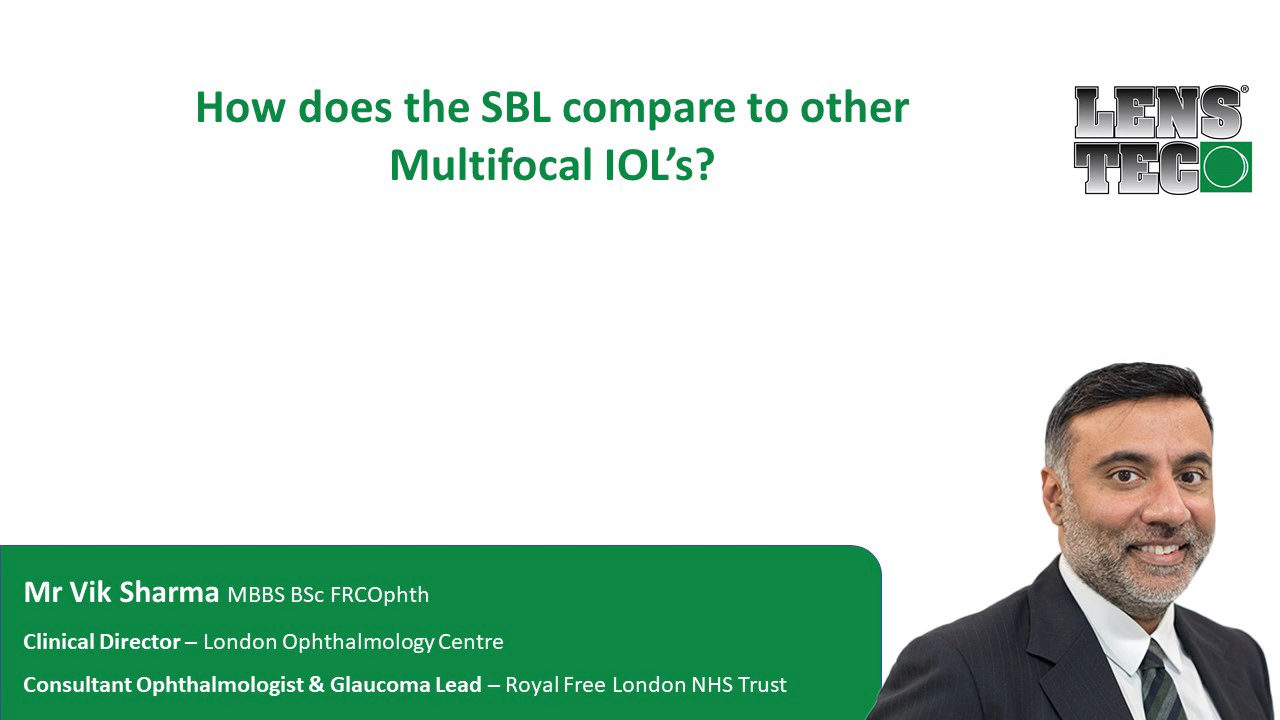 How does the SBL compare to other
Multifocal IOL’s?
LENS®
TEC
Mr Vik Sharma MBBS BSc FRCOphth
Clinical Director – London Ophthalmology Centre
Consultant Ophthalmologist & Glaucoma Lead – Royal Free London NHS Trust